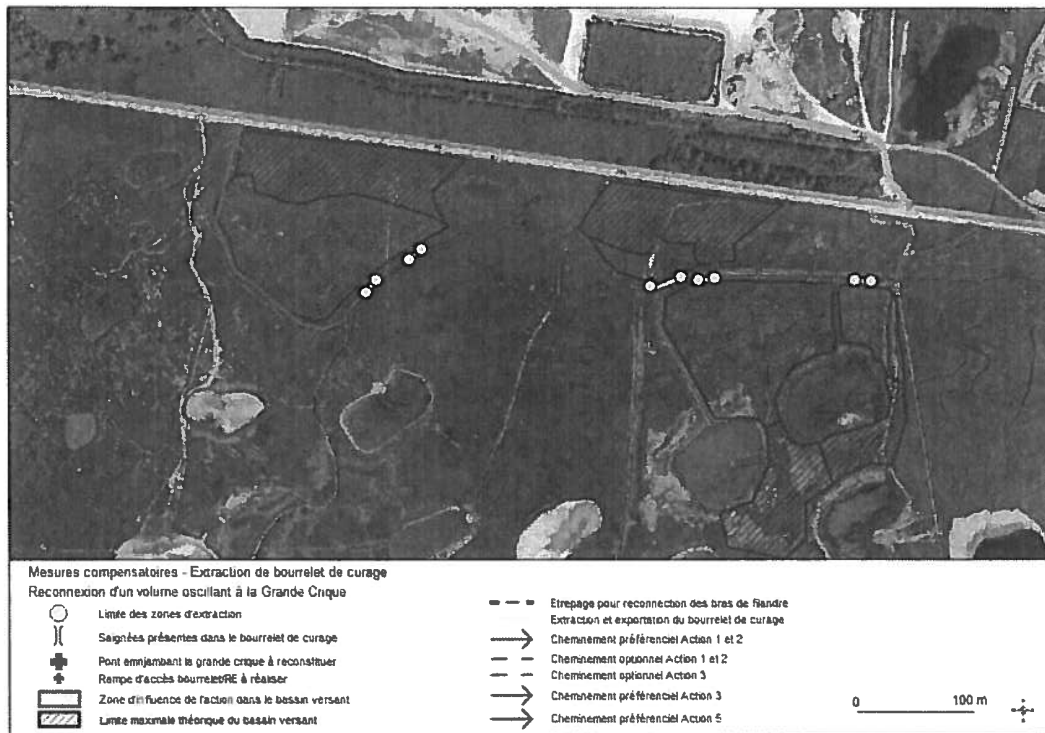 Mesures compensatoires - Extraction de bourrelet de curage
Reconnexion d'un volume oscillant à la Grande Crique
Limite des zones d'extraction
Saignées présentes dans le bourrelet de curage
Pont emnjambant la grande crique à reconstituer
Rampe d'accès bourrelet/RE à réaliser
Zone d'influence de l'action dans le bassin versant
Limite maximale théorique du bassin versant
Etrepage pour reconnection des bras de filandre
Extraction et exportation du bourrelet de curage
Cheminement préférenciel Action 1 et 2
Cheminement optionnel Action 1 et 2
Cheminement optionnel Action 3
Cheminement préférenciel Action 3
Cheminement préférenciel Action 5
0 100 m